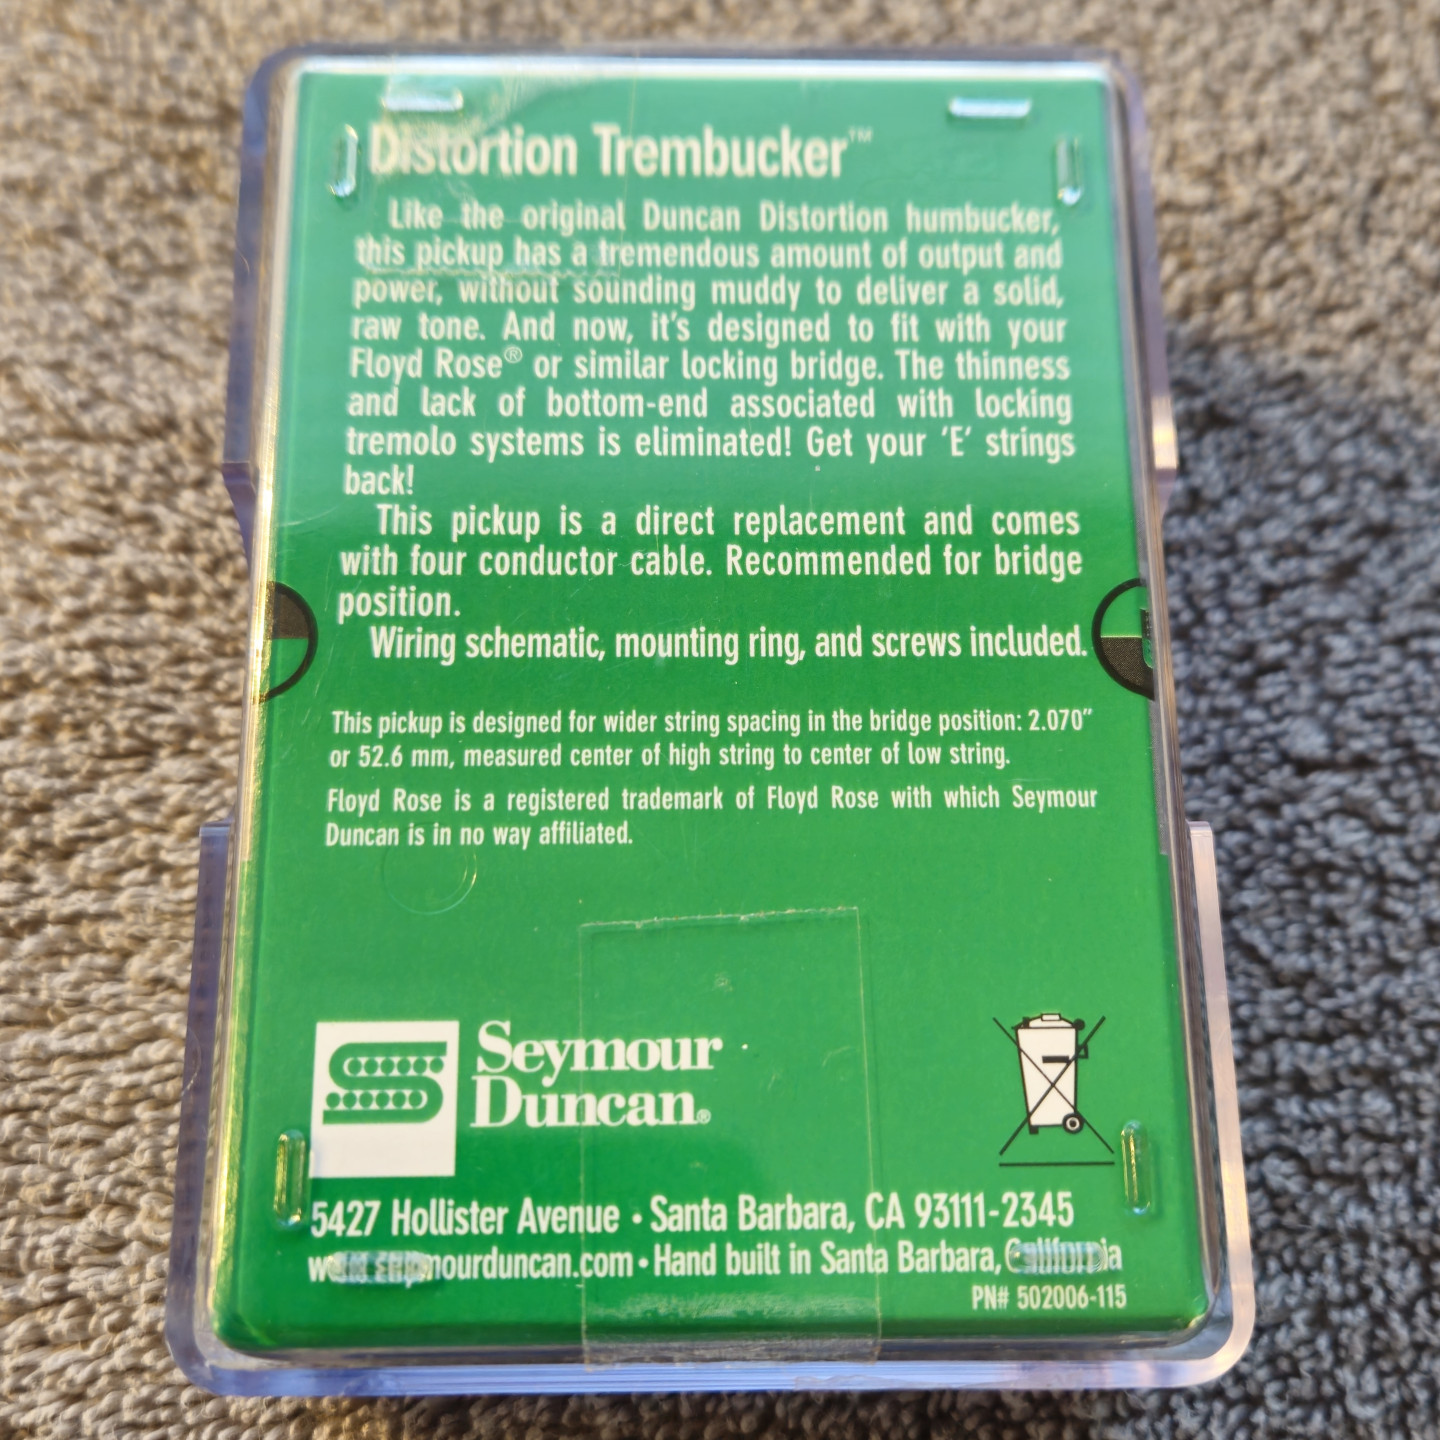 Distortion Trembucker™
Like the original Duncan Distortion humbucker,
this pickup has a tremendous amount of output and
power, without sounding muddy to deliver a solid,
raw tone. And now, it's designed to fit with your
Floyd Rose® or similar locking bridge. The thinness
and lack of bottom-end associated with locking
tremolo systems is eliminated! Get your 'E' strings
back!
This pickup is a direct replacement and comes
with four conductor cable. Recommended for bridge
position.
Wiring schematic, mounting ring, and screws included.
This pickup is designed for wider string spacing in the bridge position: 2.070"
or 52.6 mm, measured center of high string to center of low string.
Floyd Rose is a registered trademark of Floyd Rose with which Seymour
Duncan is in no way affiliated.
Seymour
Duncan®
5427 Hollister Avenue • Santa Barbara, CA 93111-2345
www.seymourduncan.com • Hand built in Santa Barbara, California
PN# 502006-115